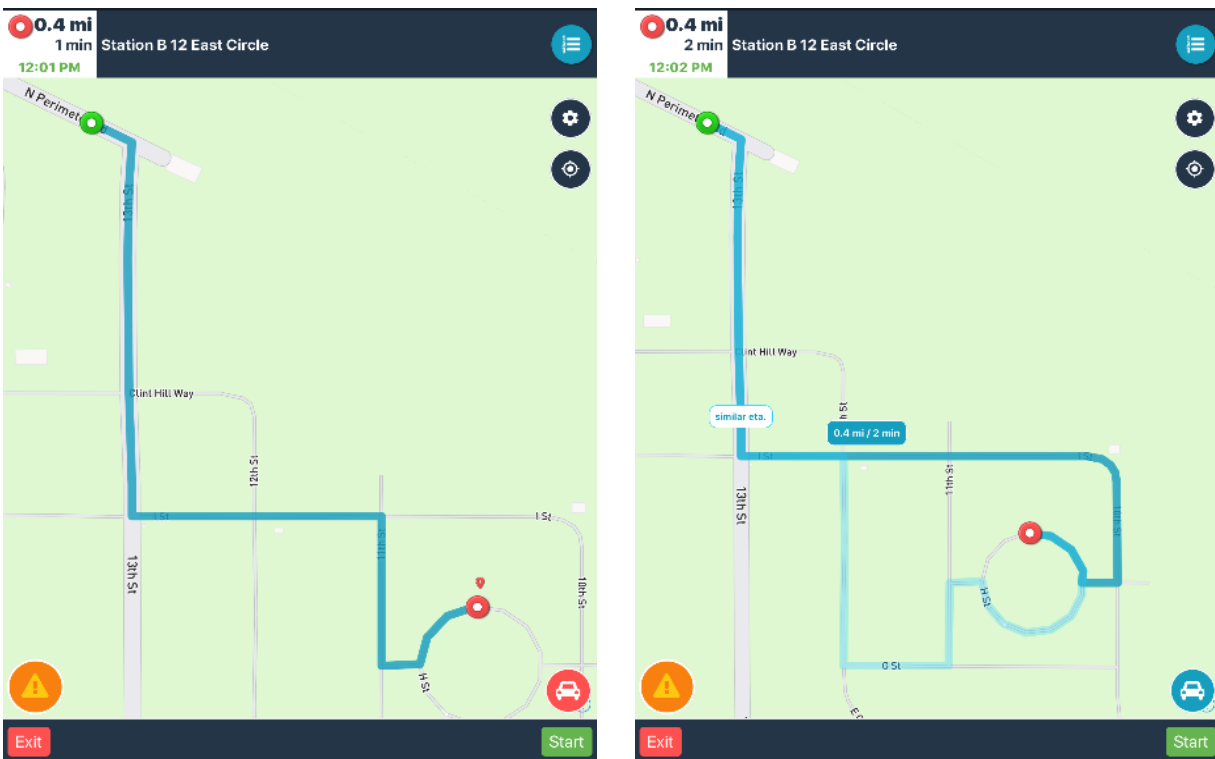 0.4 mi
1 min Station B 12 East Circle
12:01 PM
N Perimet
13th St
Clint Hill Way
12th St
I St
I St
11th St
13th St
10th St
H St
Exit
Start
0.4 mi
2 min Station B 12 East Circle
12:02 PM
N Perime
13th St
int Hill Way
h St
similar eta.
0.4 mi / 2 min
I St
I St
11th St
13th St
10th St
H St
G St
Exit
Start